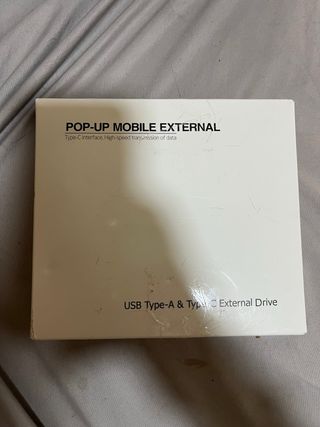 POP-UP MOBILE EXTERNAL
Type-C interface, High-speed transmission of data
USB Type-A & Type-C External Drive